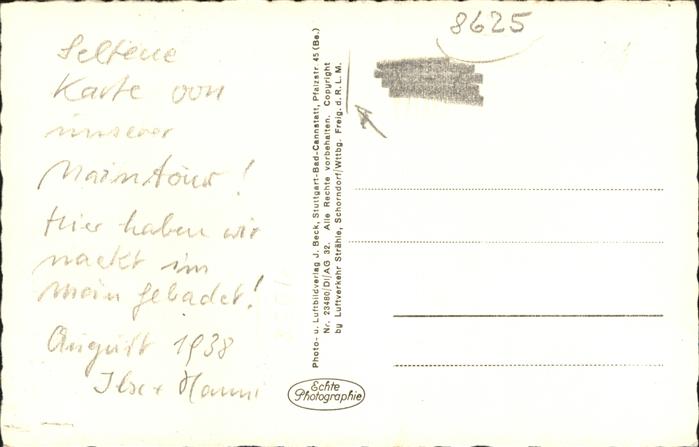 Seltene
Karte von
unserer
Maintour!
Hier haben wir
nackt im
Main gebadet!
August 1938
Ilse + Hanni
Photo- u. Luftbildverlag J. Beck, Stuttgart-Bad-Cannstatt, Pfalzstr. 45 (Be.)
Nr. 23480/DI/AG 32. Alle Rechte vorbehalten. Copyright
by Luftverkehr Strähle, Schorndorf/Wttbg. Freig. d. R. L. M.
Echte
Photographie
8625